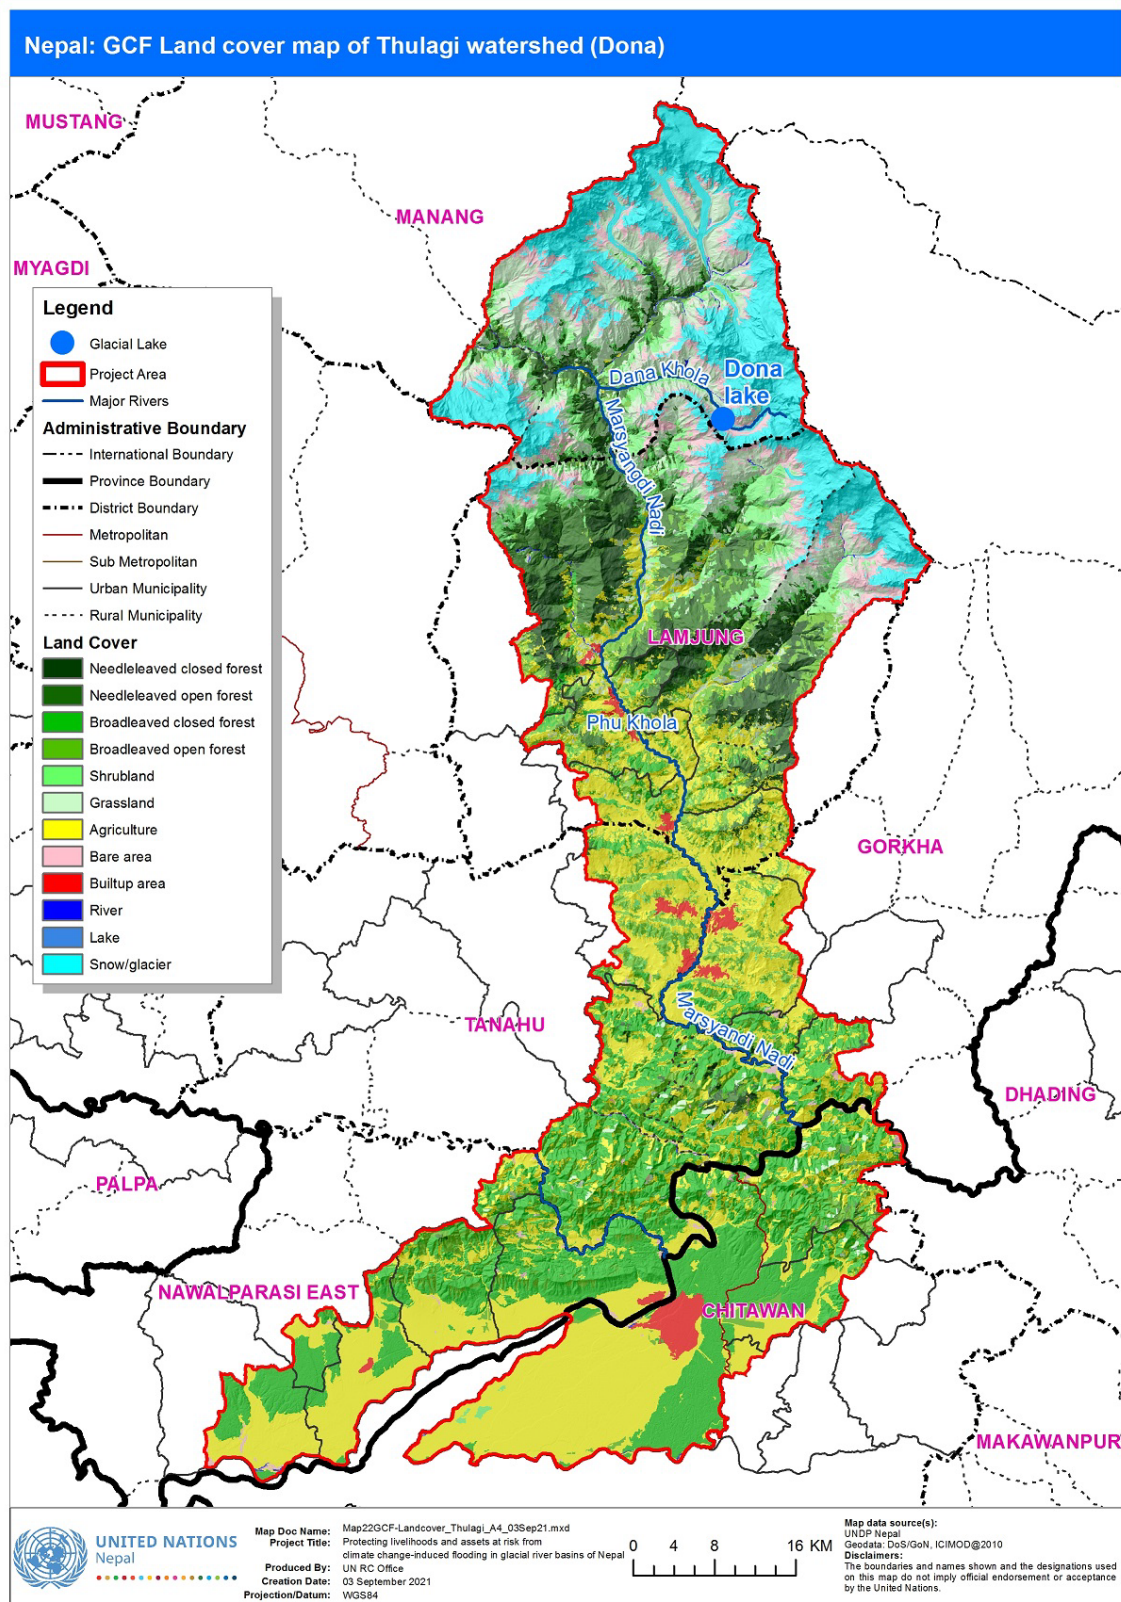 Nepal: GCF Land cover map of Thulagi watershed (Dona)
MUSTANG
MANANG
MYAGDI
Legend
Glacial Lake
Project Area
Major Rivers
Administrative Boundary
International Boundary
Province Boundary
District Boundary
Metropolitan
Sub Metropolitan
Urban Municipality
Rural Municipality
Land Cover
Needleleaved closed forest
Needleleaved open forest
Broadleaved closed forest
Broadleaved open forest
Shrubland
Grassland
Agriculture
Bare area
Builtup area
River
Lake
Snow/glacier
Dana Khola
Dona
lake
Marsyangdi Nadi
LAMJUNG
Phu Khola
GORKHA
Marsyandi Nadi
TANAHU
DHADING
PALPA
NAWALPARASI EAST
CHITAWAN
MAKAWANPUR
UNITED NATIONS
Nepal
Map Doc Name: Map22GCF-Landcover_Thulagi_A4_03Sep21.mxd
Project Title: Protecting livelihoods and assets at risk from
climate change-induced flooding in glacial river basins of Nepal
Produced By: UN RC Office
Creation Date: 03 September 2021
Projection/Datum: WGS84
0 4 8 16 KM
Map data source(s):
UNDP Nepal
Geodata: DoS/GoN, ICIMOD@2010
Disclaimers:
The boundaries and names shown and the designations used
on this map do not imply official endorsement or acceptance
by the United Nations.